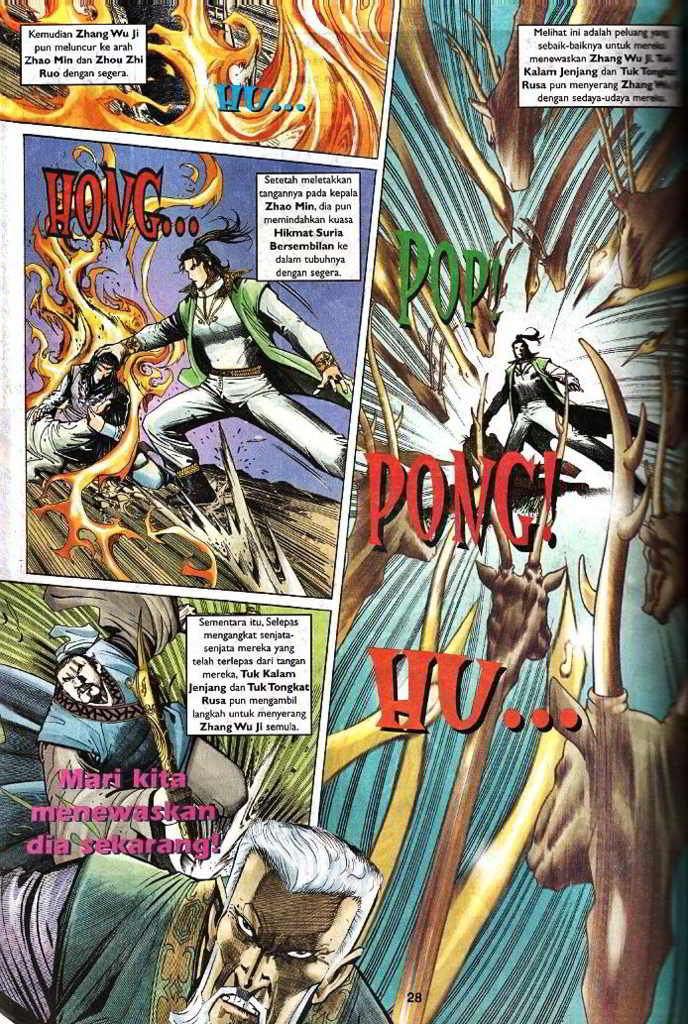 Kemudian Zhang Wu Ji
pun meluncur ke arah
Zhao Min dan Zhou Zhi
Ruo dengan segera.
HU...
HONG...
Setetah meletakkan
tangannya pada kepala
Zhao Min, dia pun
memindahkan kuasa
Hikmat Suria
Bersembilan ke
dalam tubuhnya
dengan segera.
Sementara itu, Selepas
mengangkat senjata-
senjata mereka yang
telah terlepas dari tangan
mereka, Tuk Kalam
Jenjang dan Tuk Tongkat
Rusa pun mengambil
langkah untuk menyerang
Zhang Wu Ji semula.
Mari kita
menewaskan
dia sekarang!
Melihat ini adalah peluang yang
sebaik-baiknya untuk mereka
menewaskan Zhang Wu Ji, Tuk
Kalam Jenjang dan Tuk Tongkat
Rusa pun menyerang Zhang Wu
dengan sedaya-udaya mereka.
POP!
PONG!
HU...
28